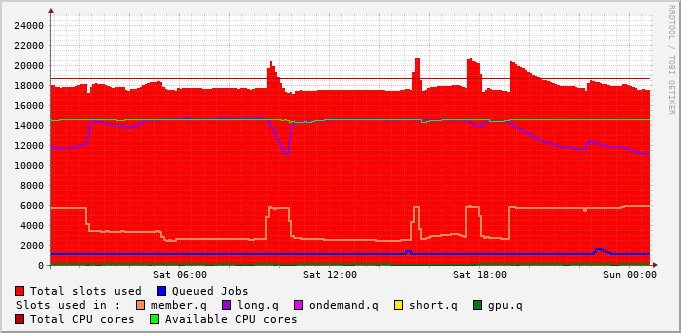 24000
22000
20000
18000
16000
14000
12000
10000
8000
6000
4000
2000
0
Sat 06:00 Sat 12:00 Sat 18:00 Sun 00:00
RRDTOOL / TOBI OETIKER
Total slots used Queued Jobs
Slots used in : member.q long.q ondemand.q short.q gpu.q
Total CPU cores Available CPU cores